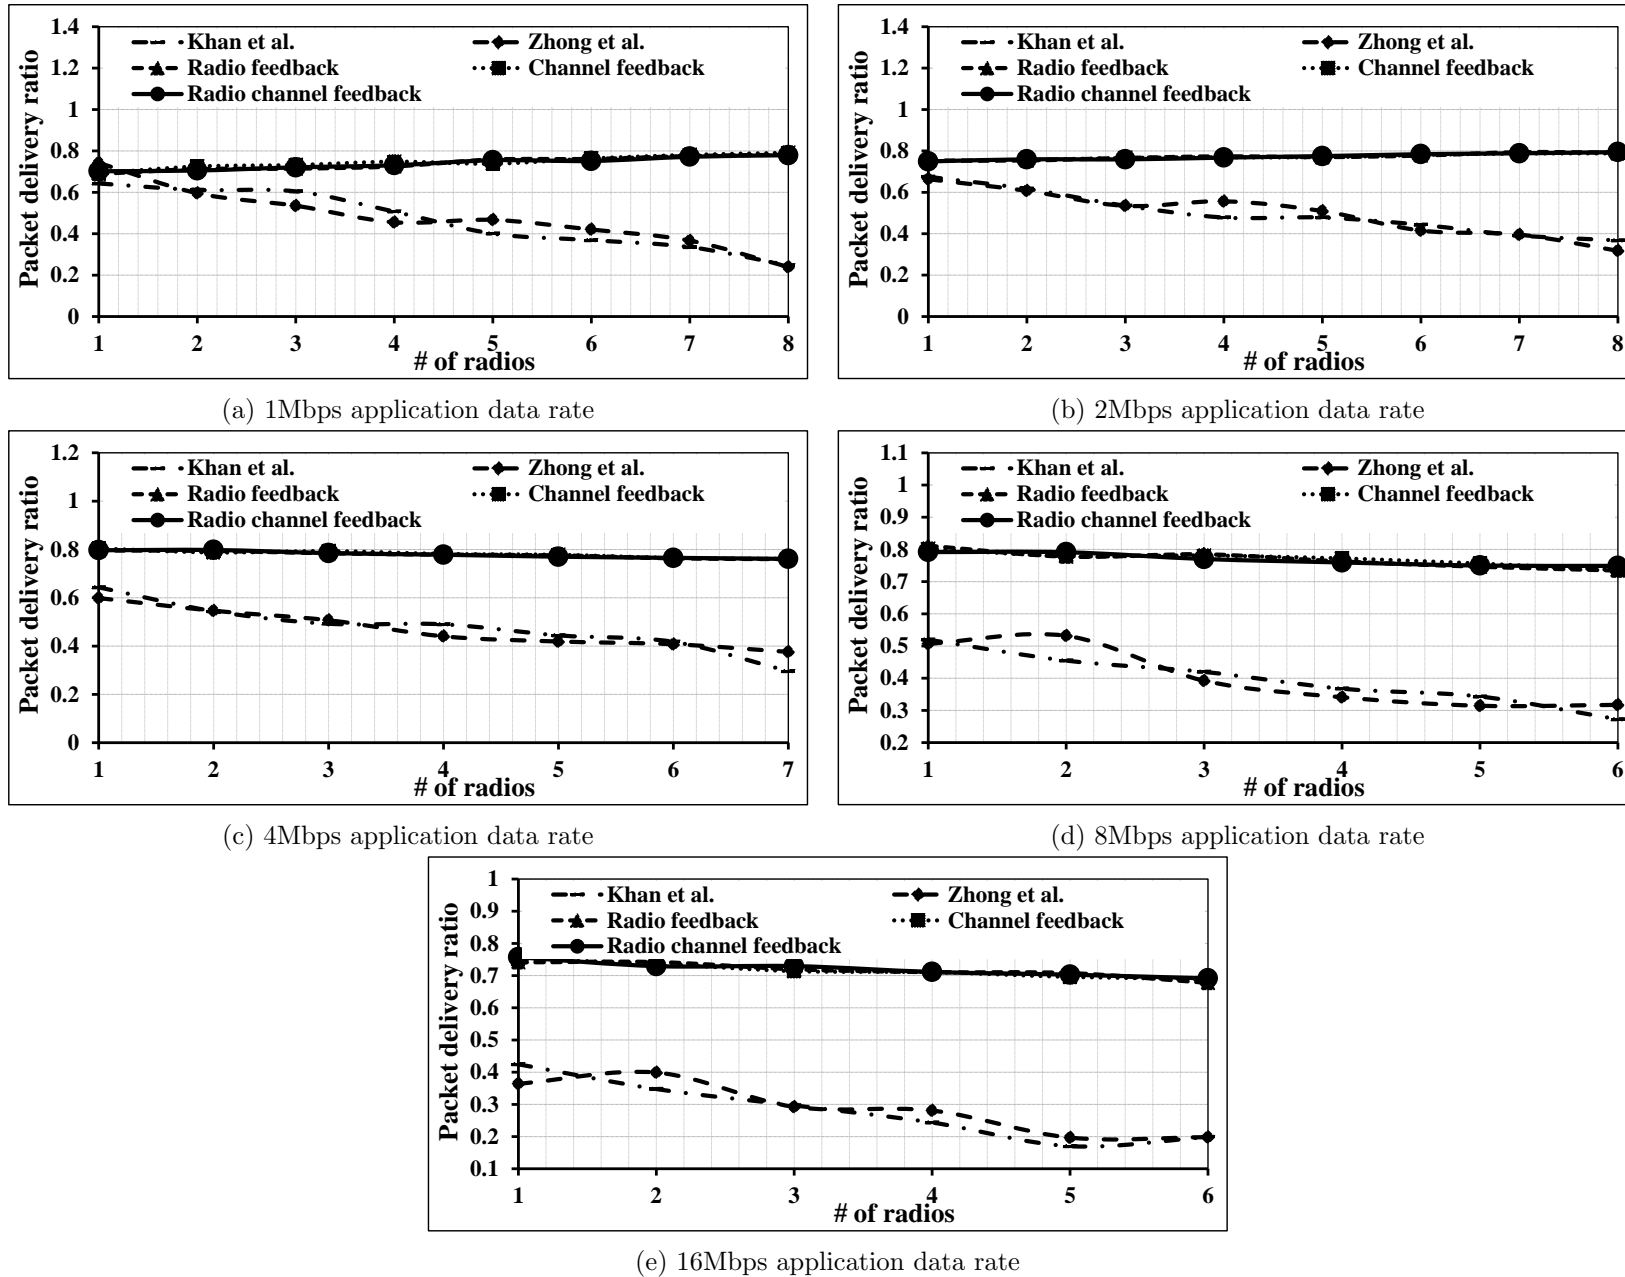 1.4
1.2
1
0.8
0.6
0.4
0.2
0
Packet delivery ratio
Khan et al. Zhong et al.
Radio feedback Channel feedback
Radio channel feedback
1 2 3 4 5 6 7 8
# of radios
(a) 1Mbps application data rate
1.4
1.2
1
0.8
0.6
0.4
0.2
0
Packet delivery ratio
Khan et al. Zhong et al.
Radio feedback Channel feedback
Radio channel feedback
1 2 3 4 5 6 7 8
# of radios
(b) 2Mbps application data rate
1.2
1
0.8
0.6
0.4
0.2
0
Packet delivery ratio
Khan et al. Zhong et al.
Radio feedback Channel feedback
Radio channel feedback
1 2 3 4 5 6 7
# of radios
(c) 4Mbps application data rate
1.1
1
0.9
0.8
0.7
0.6
0.5
0.4
0.3
0.2
Packet delivery ratio
Khan et al. Zhong et al.
Radio feedback Channel feedback
Radio channel feedback
1 2 3 4 5 6
# of radios
(d) 8Mbps application data rate
1
0.9
0.8
0.7
0.6
0.5
0.4
0.3
0.2
0.1
Packet delivery ratio
Khan et al. Zhong et al.
Radio feedback Channel feedback
Radio channel feedback
1 2 3 4 5 6
# of radios
(e) 16Mbps application data rate